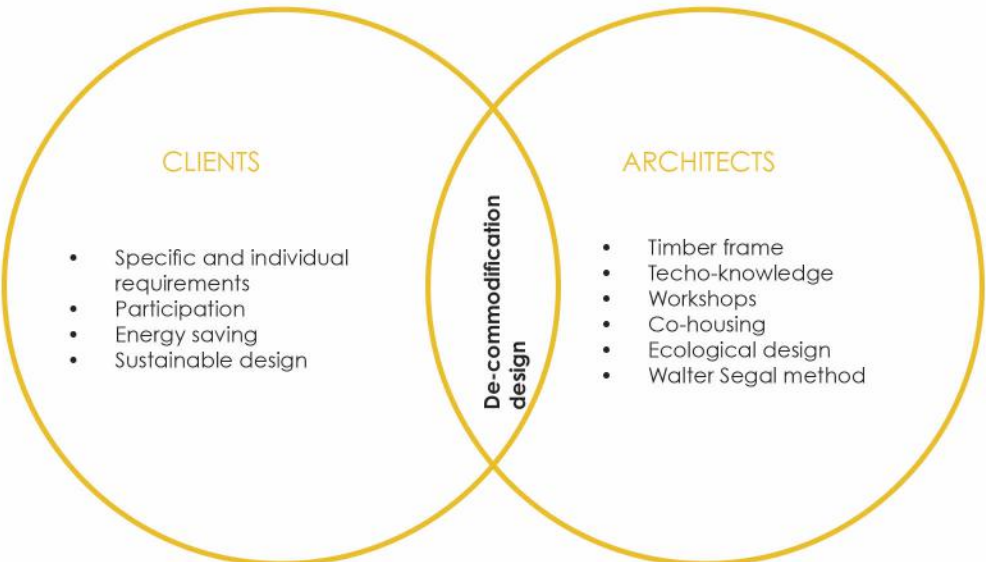 CLIENTS
• Specific and individual
requirements
• Participation
• Energy saving
• Sustainable design
De-commodification
design
ARCHITECTS
• Timber frame
• Techo-knowledge
• Workshops
• Co-housing
• Ecological design
• Walter Segal method